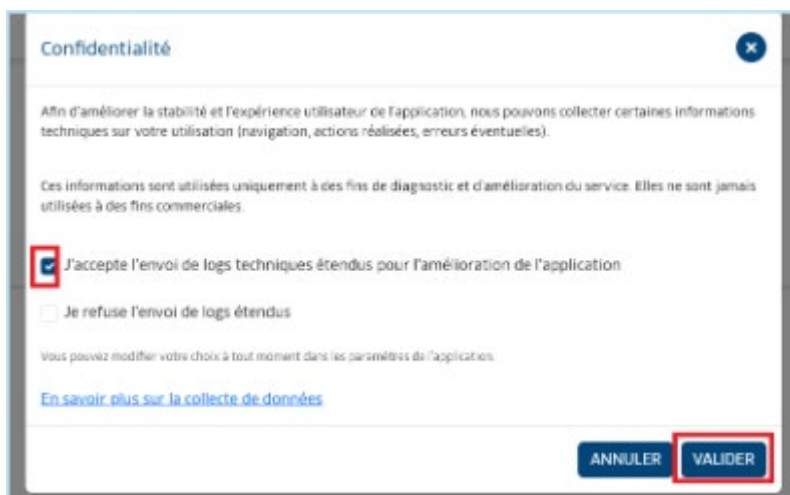 Confidentialité
Afin d'améliorer la stabilité et l'expérience utilisateur de l'application, nous pouvons collecter certaines informations
techniques sur votre utilisation (navigation, actions réalisées, erreurs éventuelles).
Ces informations sont utilisées uniquement à des fins de diagnostic et d'amélioration du service. Elles ne sont jamais
utilisées à des fins commerciales.
J'accepte l'envoi de logs techniques étendus pour l'amélioration de l'application
Je refuse l'envoi de logs étendus
Vous pouvez modifier votre choix à tout moment dans les paramètres de l'application.
En savoir plus sur la collecte de données
ANNULER VALIDER